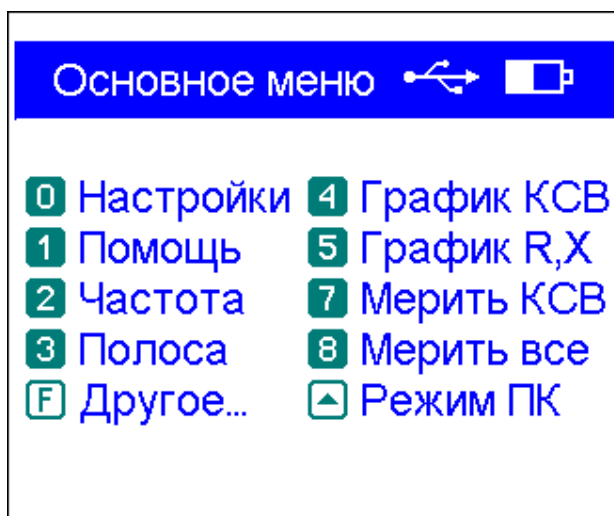 Основное меню
0 Настройки
1 Помощь
2 Частота
3 Полоса
F Другое...
4 График КСВ
5 График R,X
7 Мерить КСВ
8 Мерить все
Режим ПК